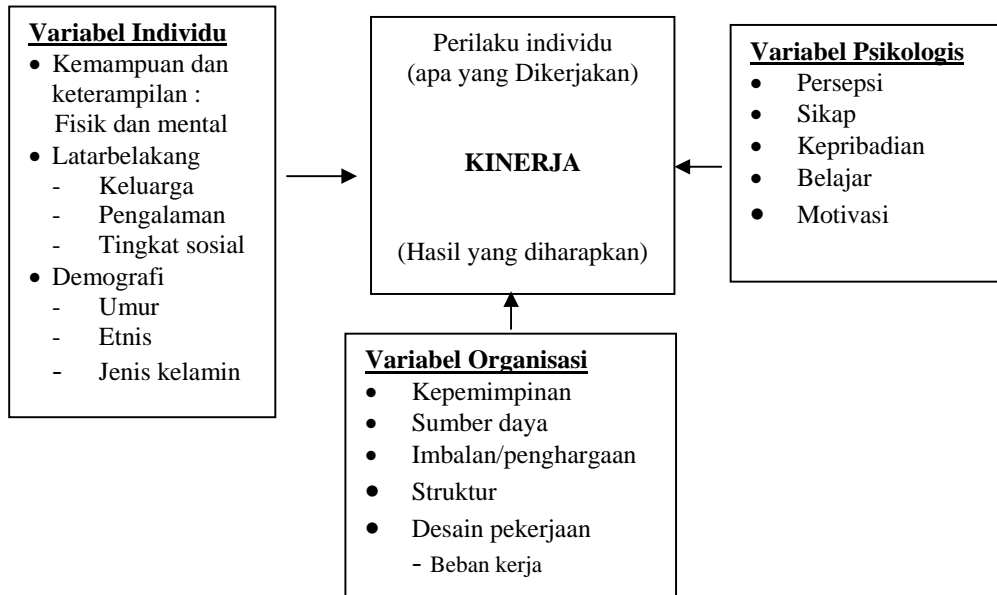 Variabel Individu
• Kemampuan dan
keterampilan :
Fisik dan mental
• Latarbelakang
- Keluarga
- Pengalaman
- Tingkat sosial
• Demografi
- Umur
- Etnis
- Jenis kelamin
Perilaku individu
(apa yang Dikerjakan)
KINERJA
(Hasil yang diharapkan)
Variabel Psikologis
• Persepsi
• Sikap
• Kepribadian
• Belajar
• Motivasi
Variabel Organisasi
• Kepemimpinan
• Sumber daya
• Imbalan/penghargaan
• Struktur
• Desain pekerjaan
- Beban kerja